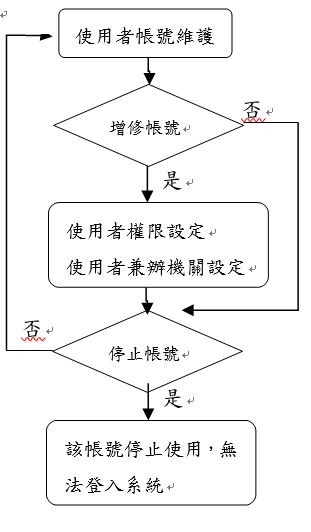 使用者帳號維護
增修帳號
否
是
使用者權限設定
使用者兼辦機關設定
否
停止帳號
是
該帳號停止使用，無
法登入系統